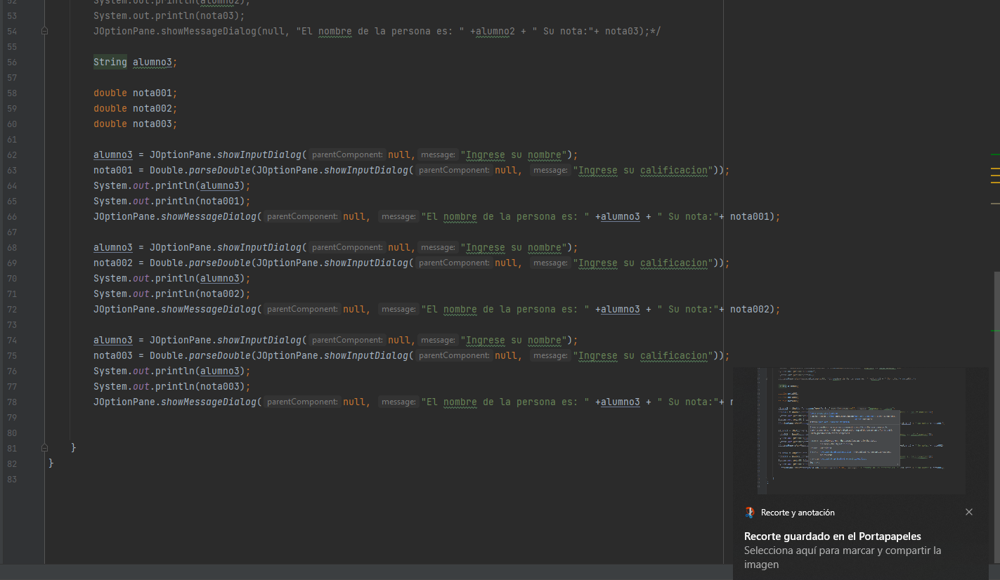 52 System.out.println(alumno2);
53 System.out.println(nota03);
54 JOptionPane.showMessageDialog(null, "El nombre de la persona es: " +alumno2 + " Su nota:"+ nota03);*/
55
56 String alumno3;
57
58 double nota001;
59 double nota002;
60 double nota003;
61
62 alumno3 = JOptionPane.showInputDialog( parentComponent: null, message: "Ingrese su nombre");
63 nota001 = Double.parseDouble(JOptionPane.showInputDialog( parentComponent: null, message: "Ingrese su calificacion"));
64 System.out.println(alumno3);
65 System.out.println(nota001);
66 JOptionPane.showMessageDialog( parentComponent: null, message: "El nombre de la persona es: " +alumno3 + " Su nota:"+ nota001);
67
68 alumno3 = JOptionPane.showInputDialog( parentComponent: null, message: "Ingrese su nombre");
69 nota002 = Double.parseDouble(JOptionPane.showInputDialog( parentComponent: null, message: "Ingrese su calificacion"));
70 System.out.println(alumno3);
71 System.out.println(nota002);
72 JOptionPane.showMessageDialog( parentComponent: null, message: "El nombre de la persona es: " +alumno3 + " Su nota:"+ nota002);
73
74 alumno3 = JOptionPane.showInputDialog( parentComponent: null, message: "Ingrese su nombre");
75 nota003 = Double.parseDouble(JOptionPane.showInputDialog( parentComponent: null, message: "Ingrese su calificacion"));
76 System.out.println(alumno3);
77 System.out.println(nota003);
78 JOptionPane.showMessageDialog( parentComponent: null, message: "El nombre de la persona es: " +alumno3 + " Su nota:"+
79
80
81 }
82 }
83
Recorte y anotación
Recorte guardado en el Portapapeles
Selecciona aquí para marcar y compartir la
imagen